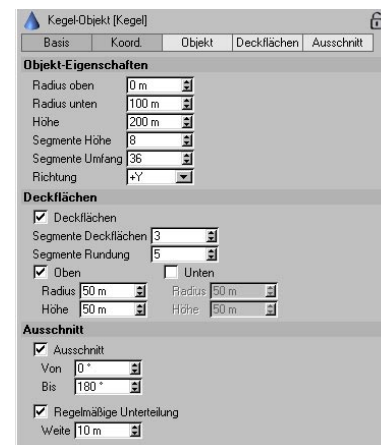 Kegel-Objekt [Kegel]
Basis Koord. Objekt Deckflächen Ausschnitt
Objekt-Eigenschaften
Radius oben 0 m
Radius unten 100 m
Höhe 200 m
Segmente Höhe 8
Segmente Umfang 36
Richtung +Y
Deckflächen
Deckflächen
Segmente Deckflächen 3
Segmente Rundung 5
Oben Unten
Radius 50 m Radius 50 m
Höhe 50 m Höhe 50 m
Ausschnitt
Ausschnitt
Von 0 °
Bis 180 °
Regelmäßige Unterteilung
Weite 10 m